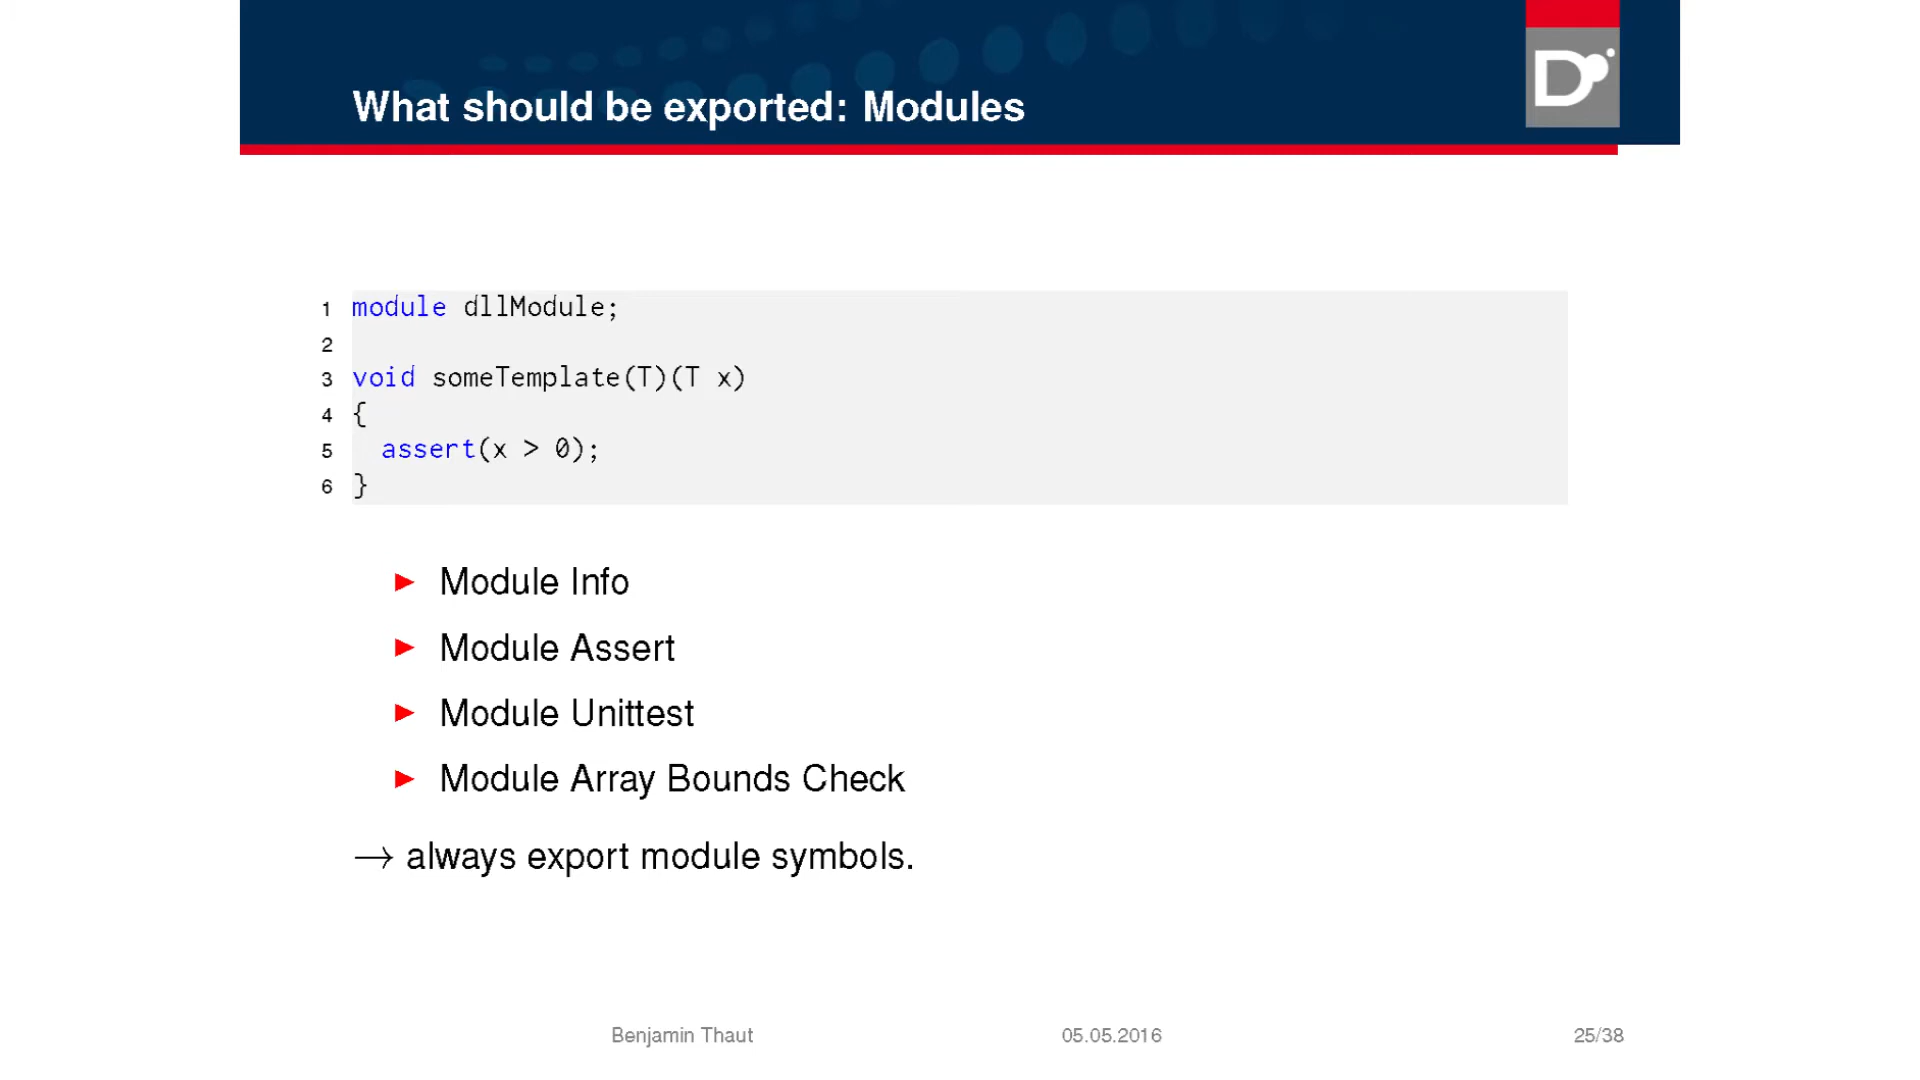 What should be exported: Modules
D
1 module dllModule;
2
3 void someTemplate(T)(T x)
4 {
5 assert(x > 0);
6 }
▶ Module Info
▶ Module Assert
▶ Module Unittest
▶ Module Array Bounds Check
→ always export module symbols.
Benjamin Thaut 05.05.2016 25/38